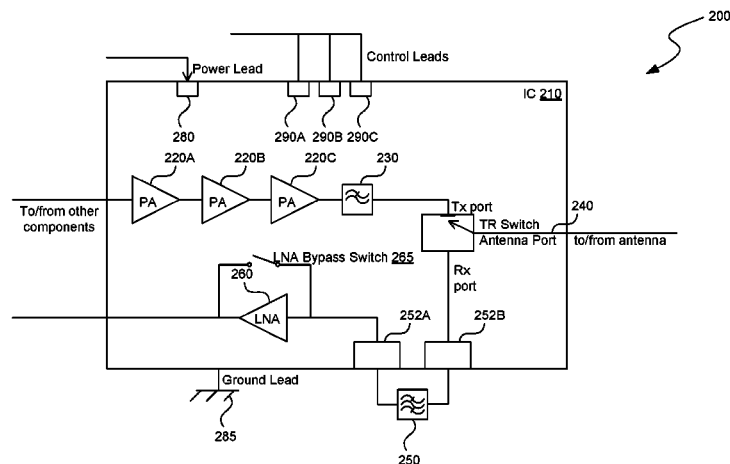 200
Power Lead
Control Leads
IC 210
280
290A
290B
290C
220A
220B
220C
230
PA
PA
PA
To/from other
components
Tx port
TR Switch
240
Antenna Port
to/from antenna
LNA Bypass Switch 265
260
LNA
Rx
port
252A
252B
Ground Lead
285
250